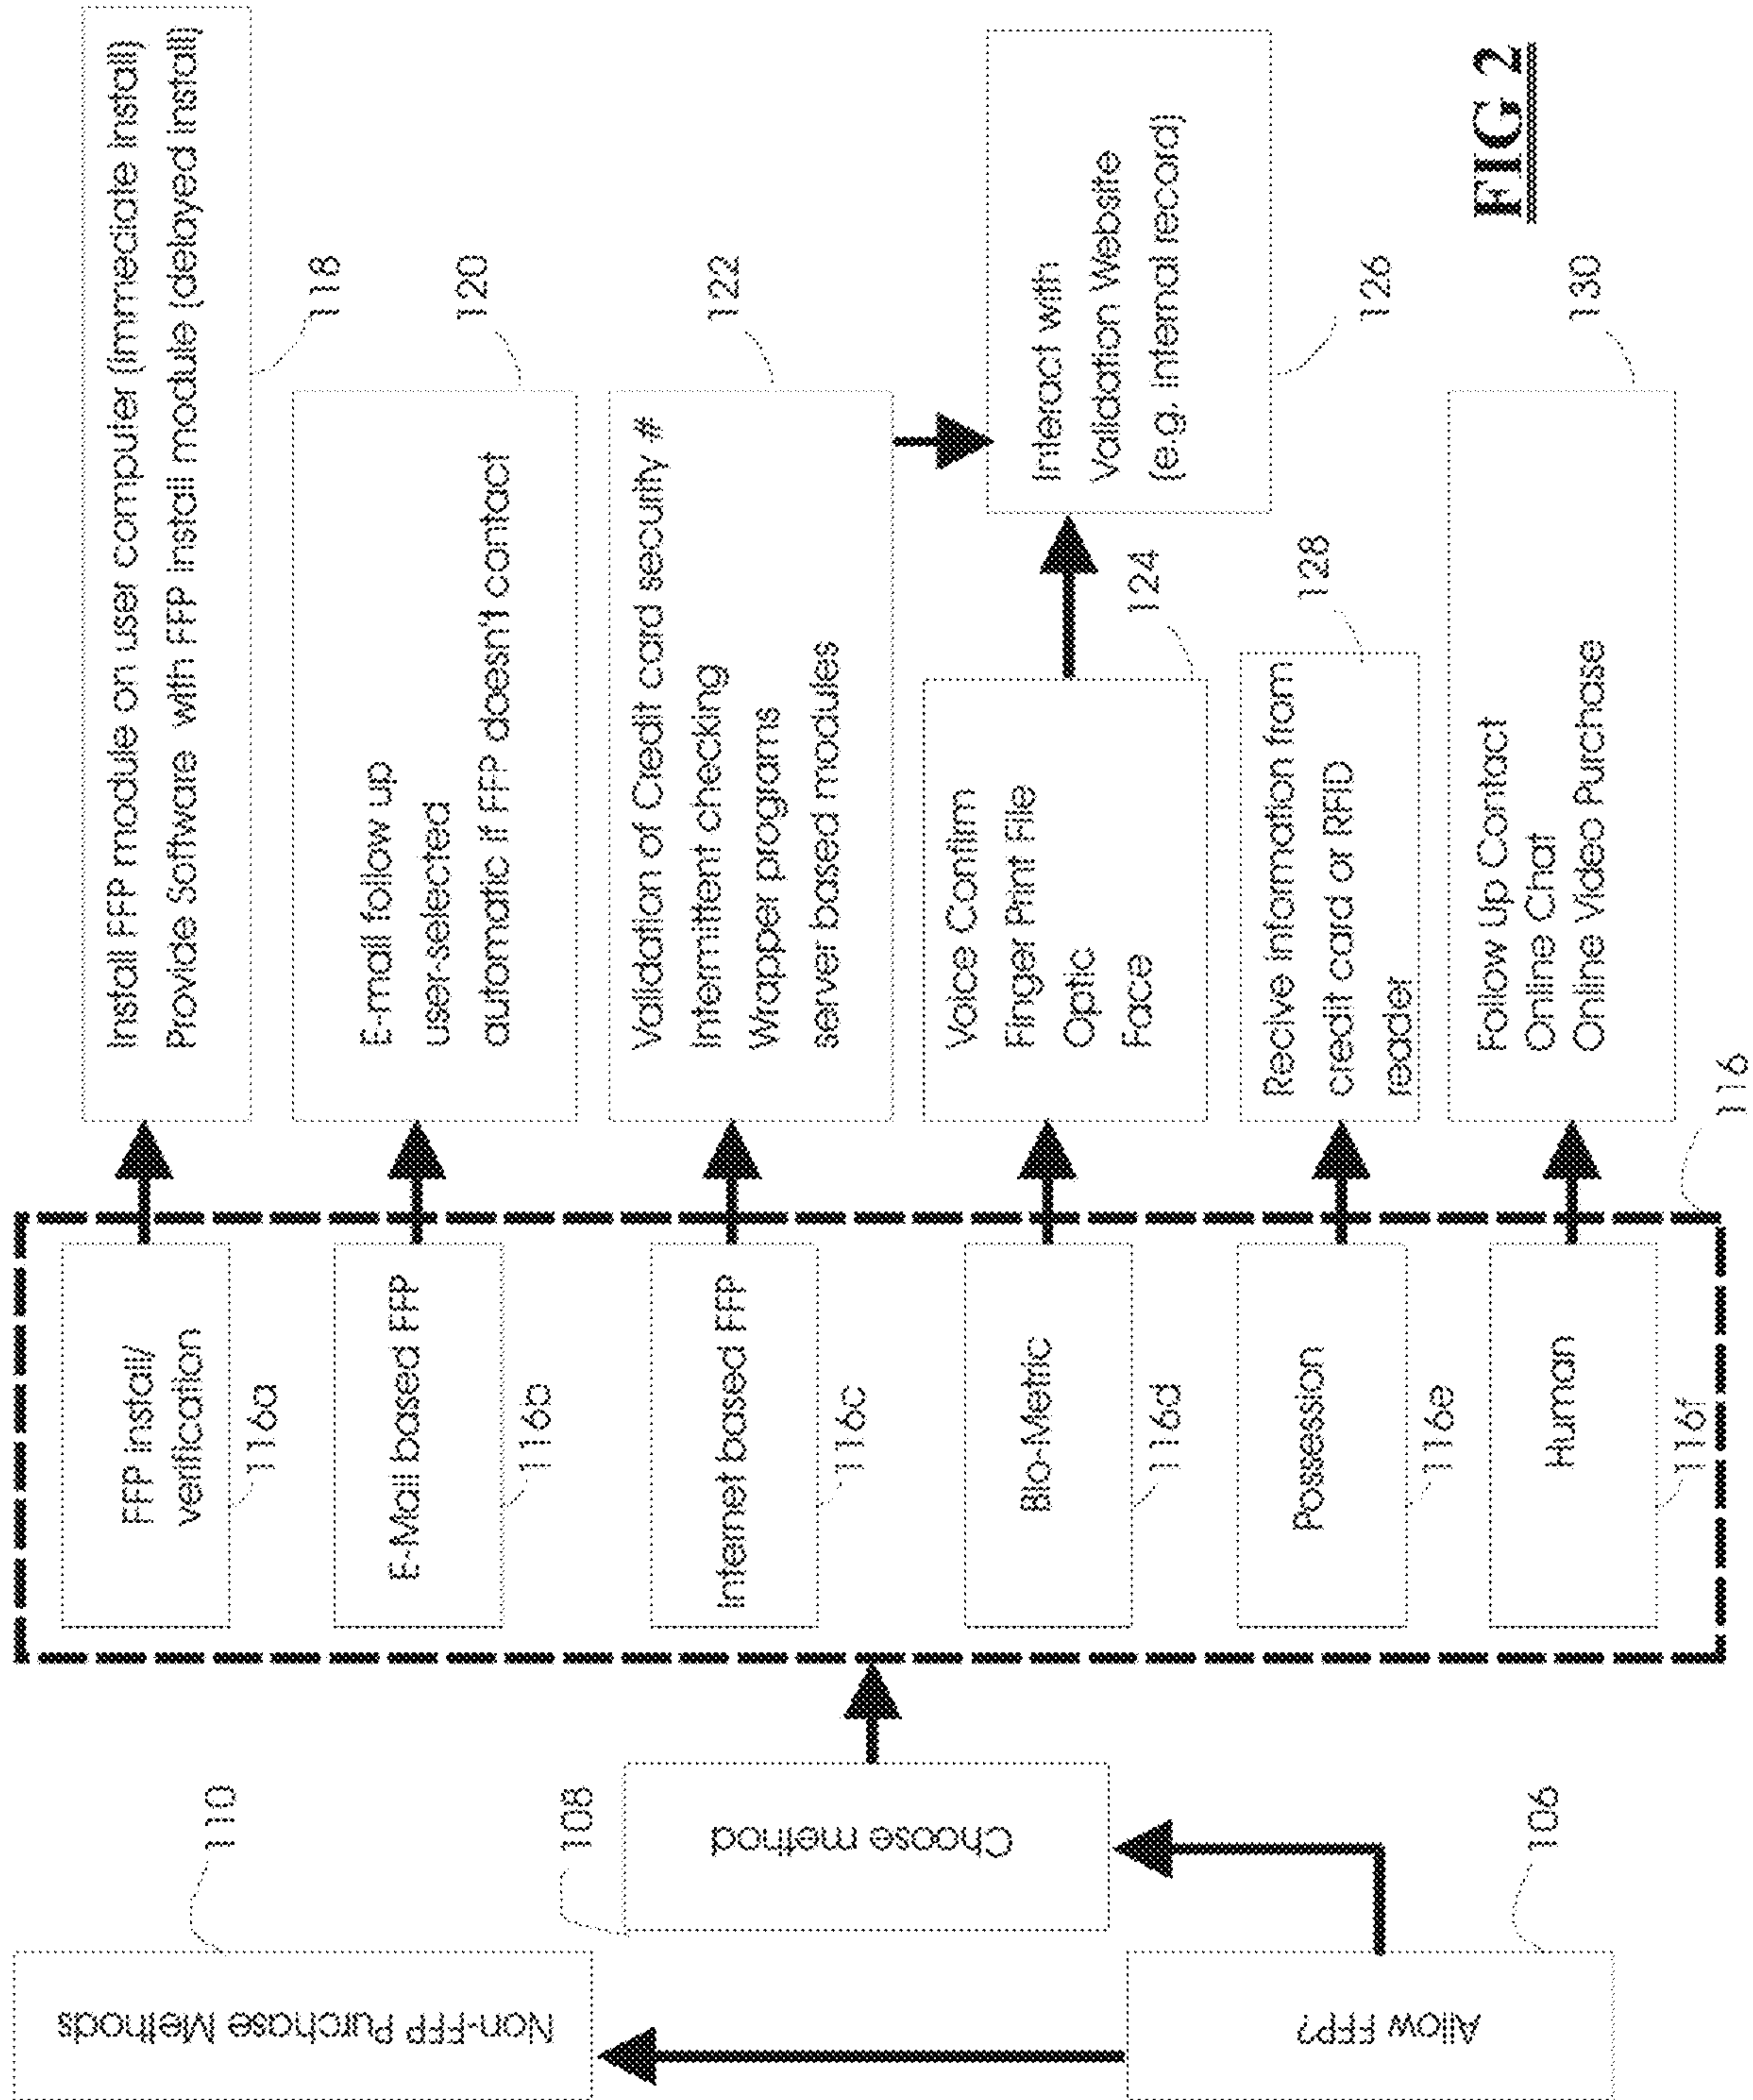 Non-FFP Purchase Methods
110
Allow FFP?
106
Choose method
108
116
FFP install/
verification
116a
E-Mail based FFP
116b
Internet based FFP
116c
Bio-Metric
116d
Possession
116e
Human
116f
Install FFP module on user computer (immediate install)
Provide Software with FFP install module (delayed install)
118
E-mail follow up
user-selected
automatic if FFP doesn't contact
120
Validation of Credit card security #
Intermittent checking
Wrapper programs
server based modules
122
Voice Confirm
Finger Print File
Optic
Face
124
Interact with
Validation Website
(e.g. internal record)
126
Recive information from
credit card or RFID
reader
128
Follow Up Contact
Online Chat
Online Video Purchase
130
FIG 2